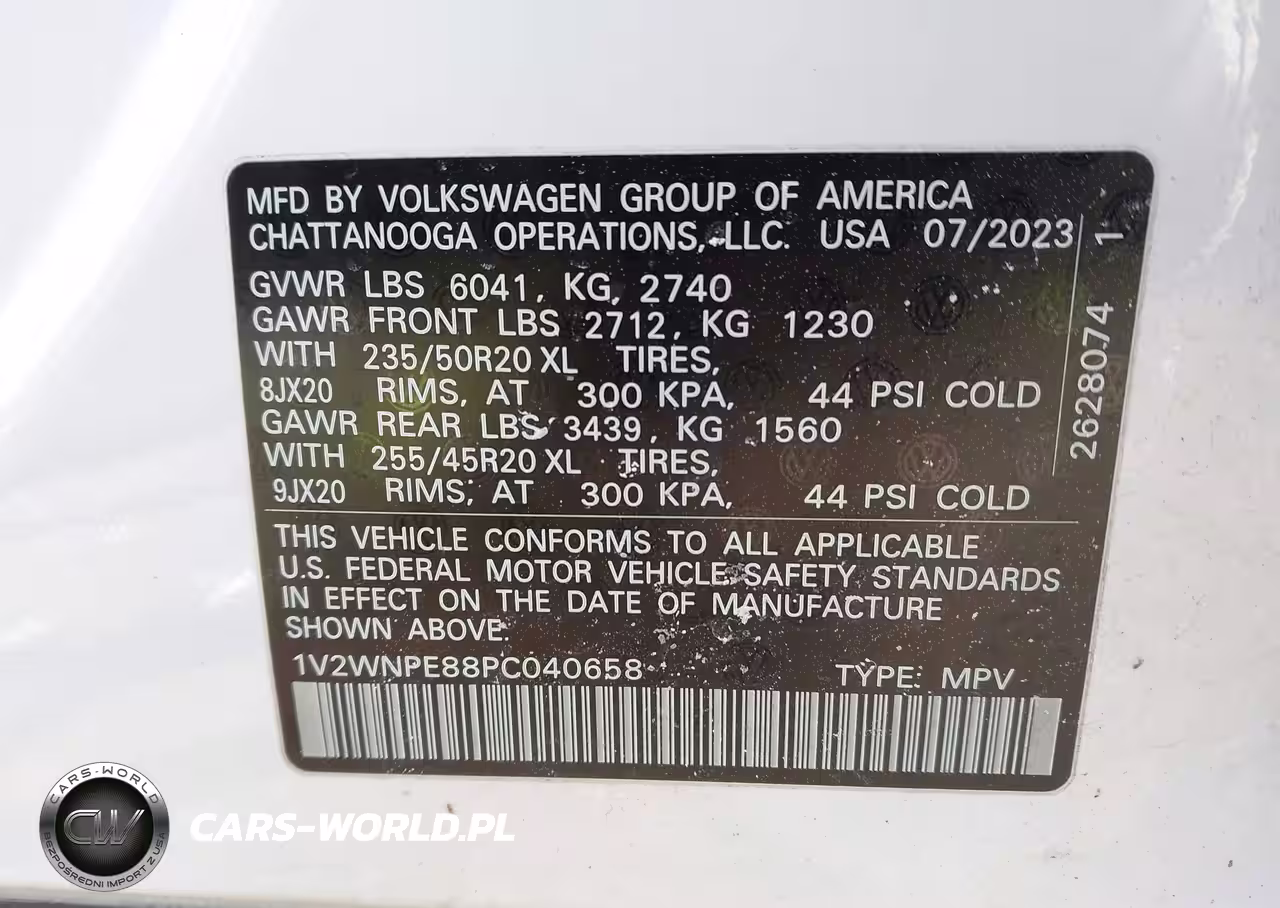 MFD BY VOLKSWAGEN GROUP OF AMERICA
CHATTANOOGA OPERATIONS, LLC. USA 07/2023
GVWR LBS 6041, KG, 2740
GAWR FRONT LBS 2712, KG 1230
WITH 235/50R20 XL TIRES,
8JX20 RIMS, AT 300 KPA, 44 PSI COLD
GAWR REAR LBS 3439, KG 1560
WITH 255/45R20 XL TIRES,
9JX20 RIMS, AT 300 KPA, 44 PSI COLD
2628074 1
THIS VEHICLE CONFORMS TO ALL APPLICABLE
U.S. FEDERAL MOTOR VEHICLE SAFETY STANDARDS
IN EFFECT ON THE DATE OF MANUFACTURE
SHOWN ABOVE.
1V2WNPE88PC040658 TYPE: MPV
CARS-WORLD
CW
BEZPOŚREDNI IMPORT Z USA
CARS-WORLD.PL